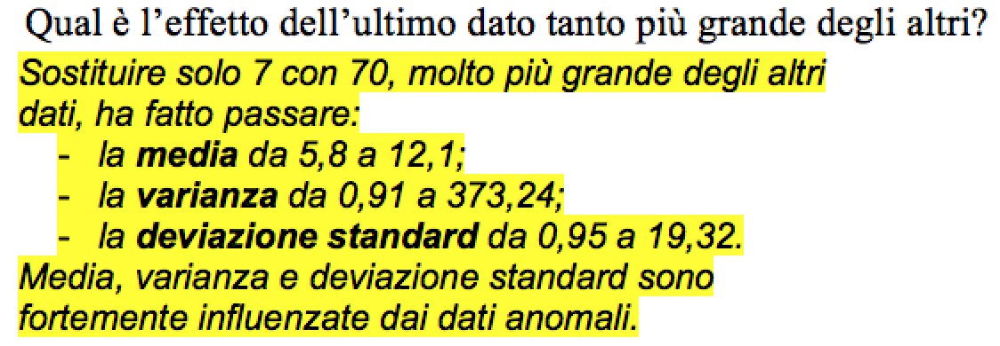 Qual è l’effetto dell’ultimo dato tanto più grande degli altri?
Sostituire solo 7 con 70, molto più grande degli altri
dati, ha fatto passare:
- la media da 5,8 a 12,1;
- la varianza da 0,91 a 373,24;
- la deviazione standard da 0,95 a 19,32.
Media, varianza e deviazione standard sono
fortemente influenzate dai dati anomali.